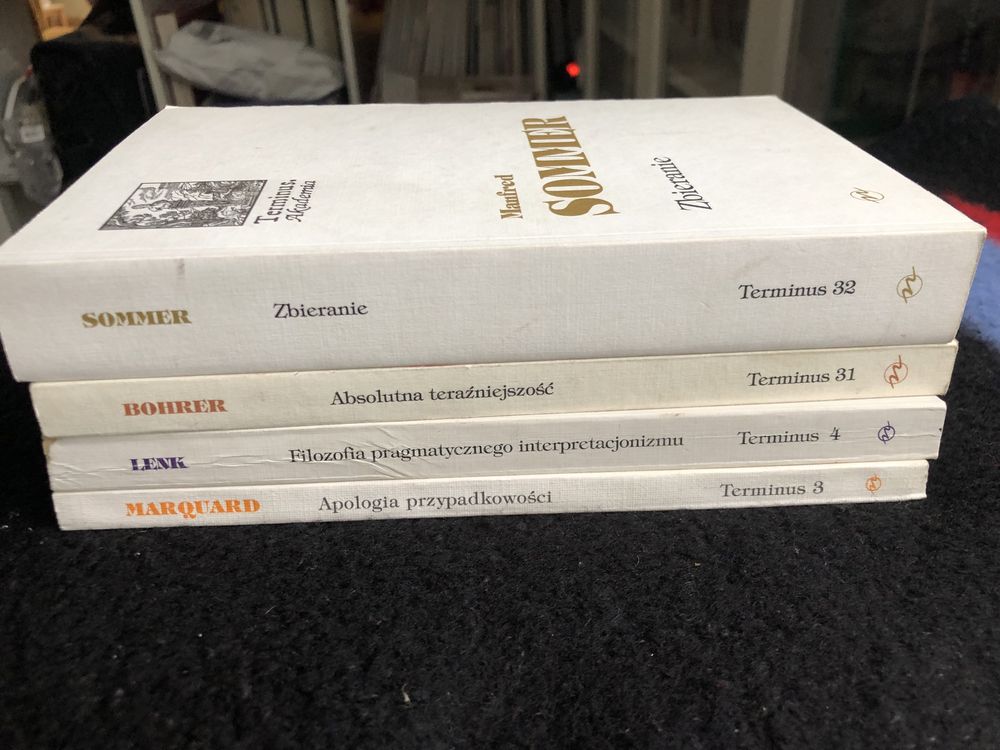 Terminus.
Akademia
Manfred
SOMMER
Zbieranie
SOMMER Zbieranie Terminus 32
BOHRER Absolutna teraźniejszość Terminus 31
LENK Filozofia pragmatycznego interpretacjonizmu Terminus 4
MARQUARD Apologia przypadkowości Terminus 3